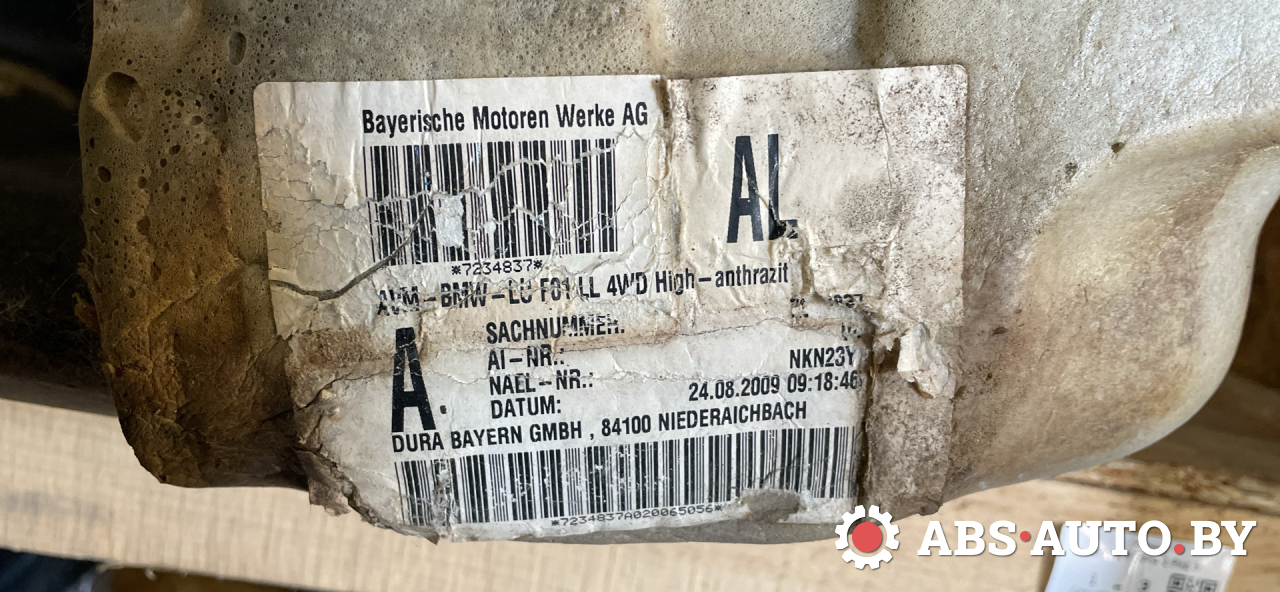 Bayerische Motoren Werke AG
AL
*7234837*
AVM-BMW-LU F01 LL 4WD High-anthrazit
A
SACHNUMMER:
AI-NR.:
NAEL-NR.: NKN23Y
DATUM: 24.08.2009 09:18:46
DURA BAYERN GMBH , 84100 NIEDERAICHBACH
*7234837A020065056*
ABS·AUTO.BY